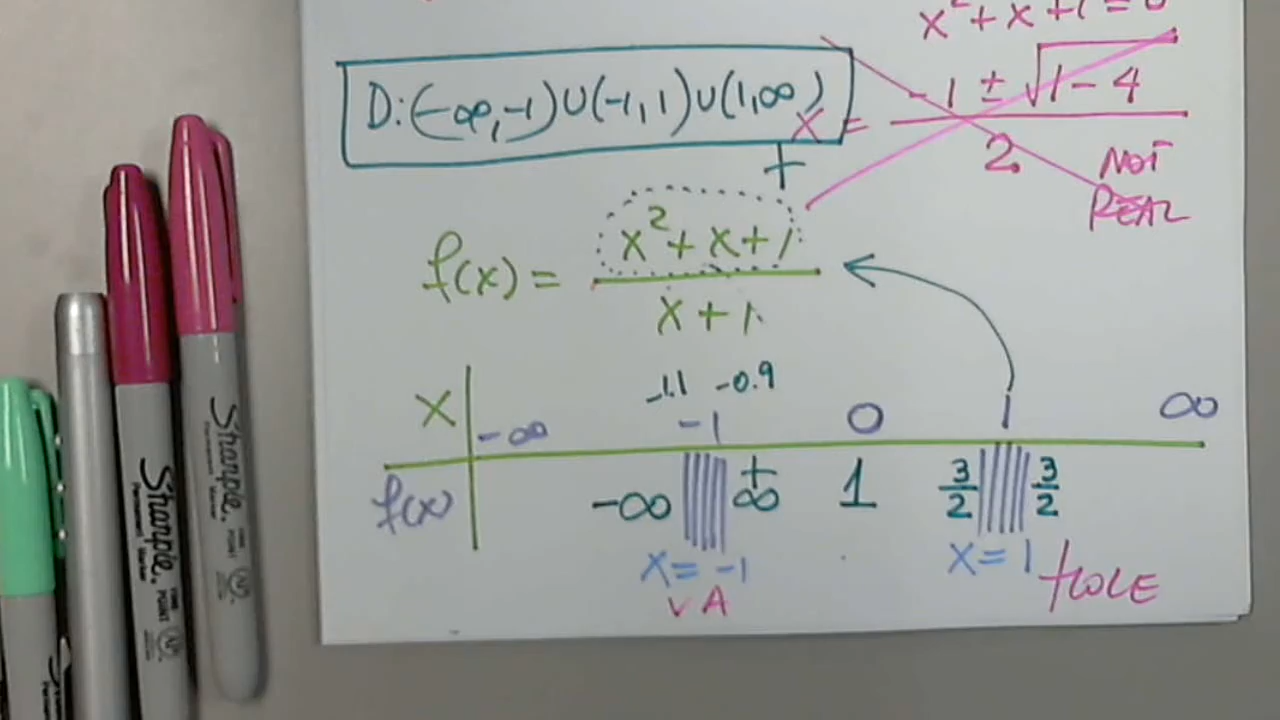 x²+x+1=0
D:(-∞,-1)∪(-1,1)∪(1,∞)
x = -1 ± √1-4
2
NOT
REAL
+
f(x) = x²+x+1
x+1
-1.1 -0.9
x -∞ -1 0 1 ∞
f(x) -∞ +∞ 1 3/2 3/2
x = -1 x = 1 HOLE
VA
Sharpie.
Sharpie.